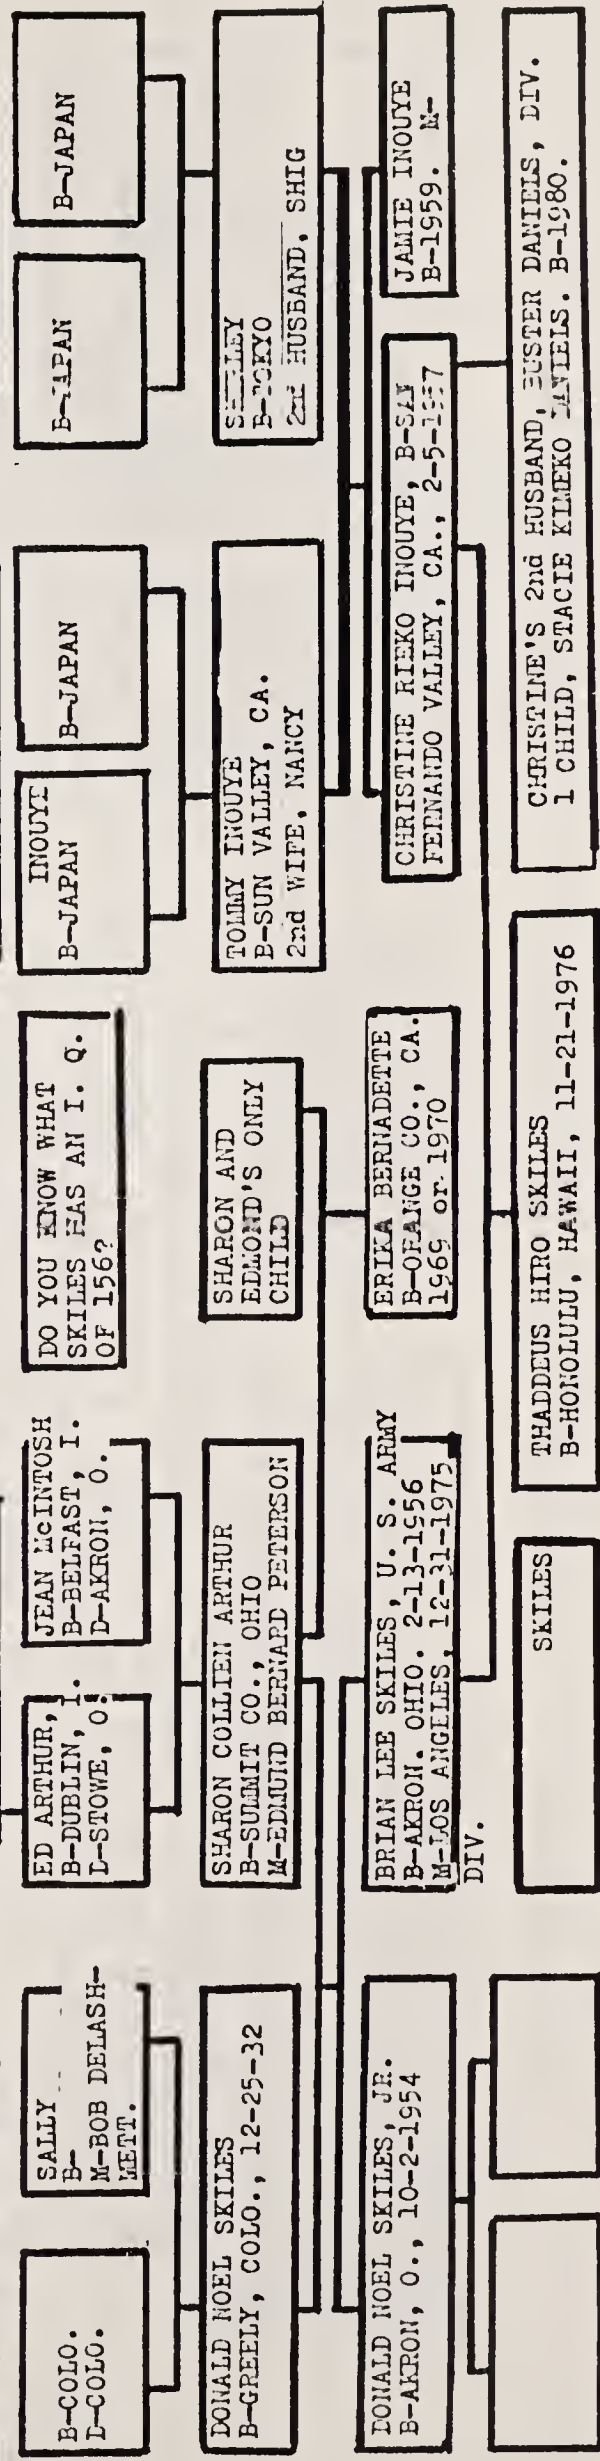 B-COLO.
D-COLO.
SALLY
B-
M-BOB DELASH-
METT.
ED ARTHUR,
B-DUBLIN, I.
D-STOWE, O.
JEAN McINTOSH
B-BELFAST, I.
D-AKRON, O.
DO YOU KNOW WHAT
SKILES HAS AN I. Q.
OF 156?
INOUYE
B-JAPAN
B-JAPAN
B-JAPAN
B-JAPAN
DONALD NOEL SKILES
B-GREELY, COLO., 12-25-32
SHARON COLLIEN ARTHUR
B-SUMMIT CO., OHIO
M-EDMUND BERNARD PETERSON
SHARON AND
EDMOND'S ONLY
CHILD
TOMMY INOUYE
B-SUN VALLEY, CA.
2nd WIFE, NANCY
SHIRLEY
B-TOKYO
2nd HUSBAND, SHIG
DONALD NOEL SKILES, JR.
B-AKRON, O., 10-2-1954
BRIAN LEE SKILES, U. S. ARMY
B-AKRON. OHIO. 2-13-1956
M-LOS ANGELES, 12-31-1975
DIV.
ERIKA BERNADETTE
B-ORANGE CO., CA.
1969 or 1970
CHRISTINE RIEKO INOUYE, B-SAN
FERNANDO VALLEY, CA., 2-5-1957
JAMIE INOUYE
B-1959. M-
SKILES
THADDEUS HIRO SKILES
B-HONOLULU, HAWAII, 11-21-1976
CHRISTINE'S 2nd HUSBAND, BUSTER DANIELS, DIV.
1 CHILD, STACIE KIMEKO DANIELS. B-1980.